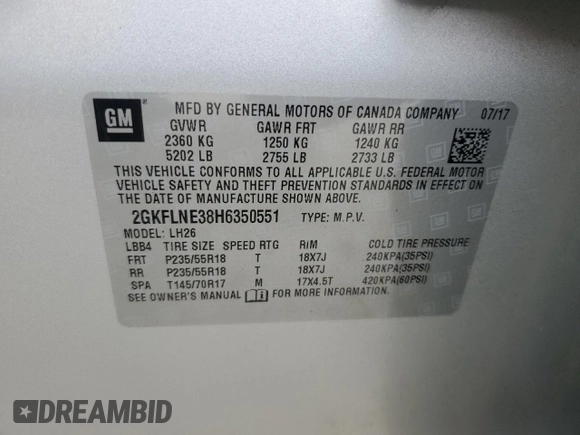 GM
MFD BY GENERAL MOTORS OF CANADA COMPANY 07/17
GVWR GAWR FRT GAWR RR
2360 KG 1250 KG 1240 KG
5202 LB 2755 LB 2733 LB
THIS VEHICLE CONFORMS TO ALL APPLICABLE U.S. FEDERAL MOTOR
VEHICLE SAFETY AND THEFT PREVENTION STANDARDS IN EFFECT ON
THE DATE OF MANUFACTURE SHOWN ABOVE.
2GKFLNE38H6350551 TYPE: M.P.V.
MODEL: LH26
LBB4 TIRE SIZE SPEED RTG RIM COLD TIRE PRESSURE
FRT P235/55R18 T 18X7J 240KPA(35PSI)
RR P235/55R18 T 18X7J 240KPA(35PSI)
SPA T145/70R17 M 17X4.5T 420KPA(60PSI)
SEE OWNER'S MANUAL FOR MORE INFORMATION.
DREAMBID